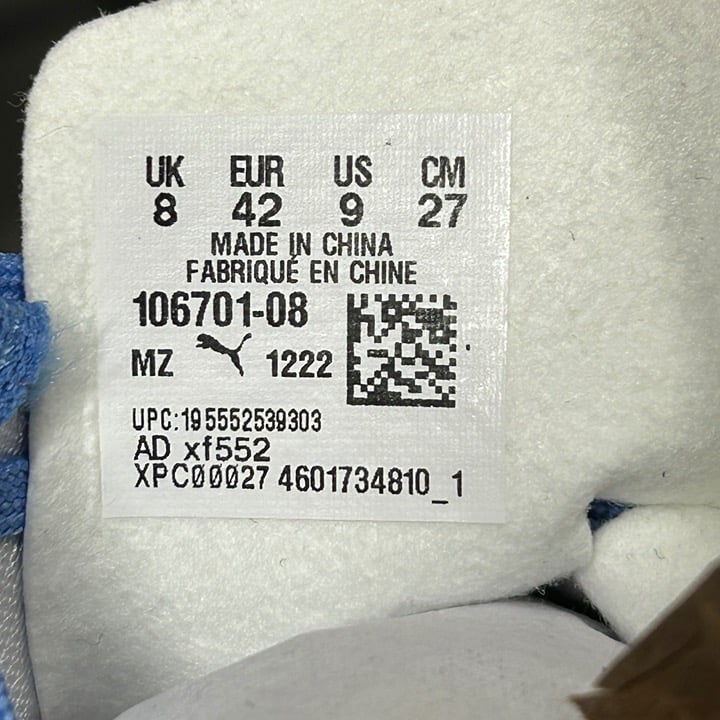 UK EUR US CM
8 42 9 27
MADE IN CHINA
FABRIQUÉ EN CHINE
106701-08
MZ 1222
UPC:195552539303
AD xf552
XPC00027 4601734810_1